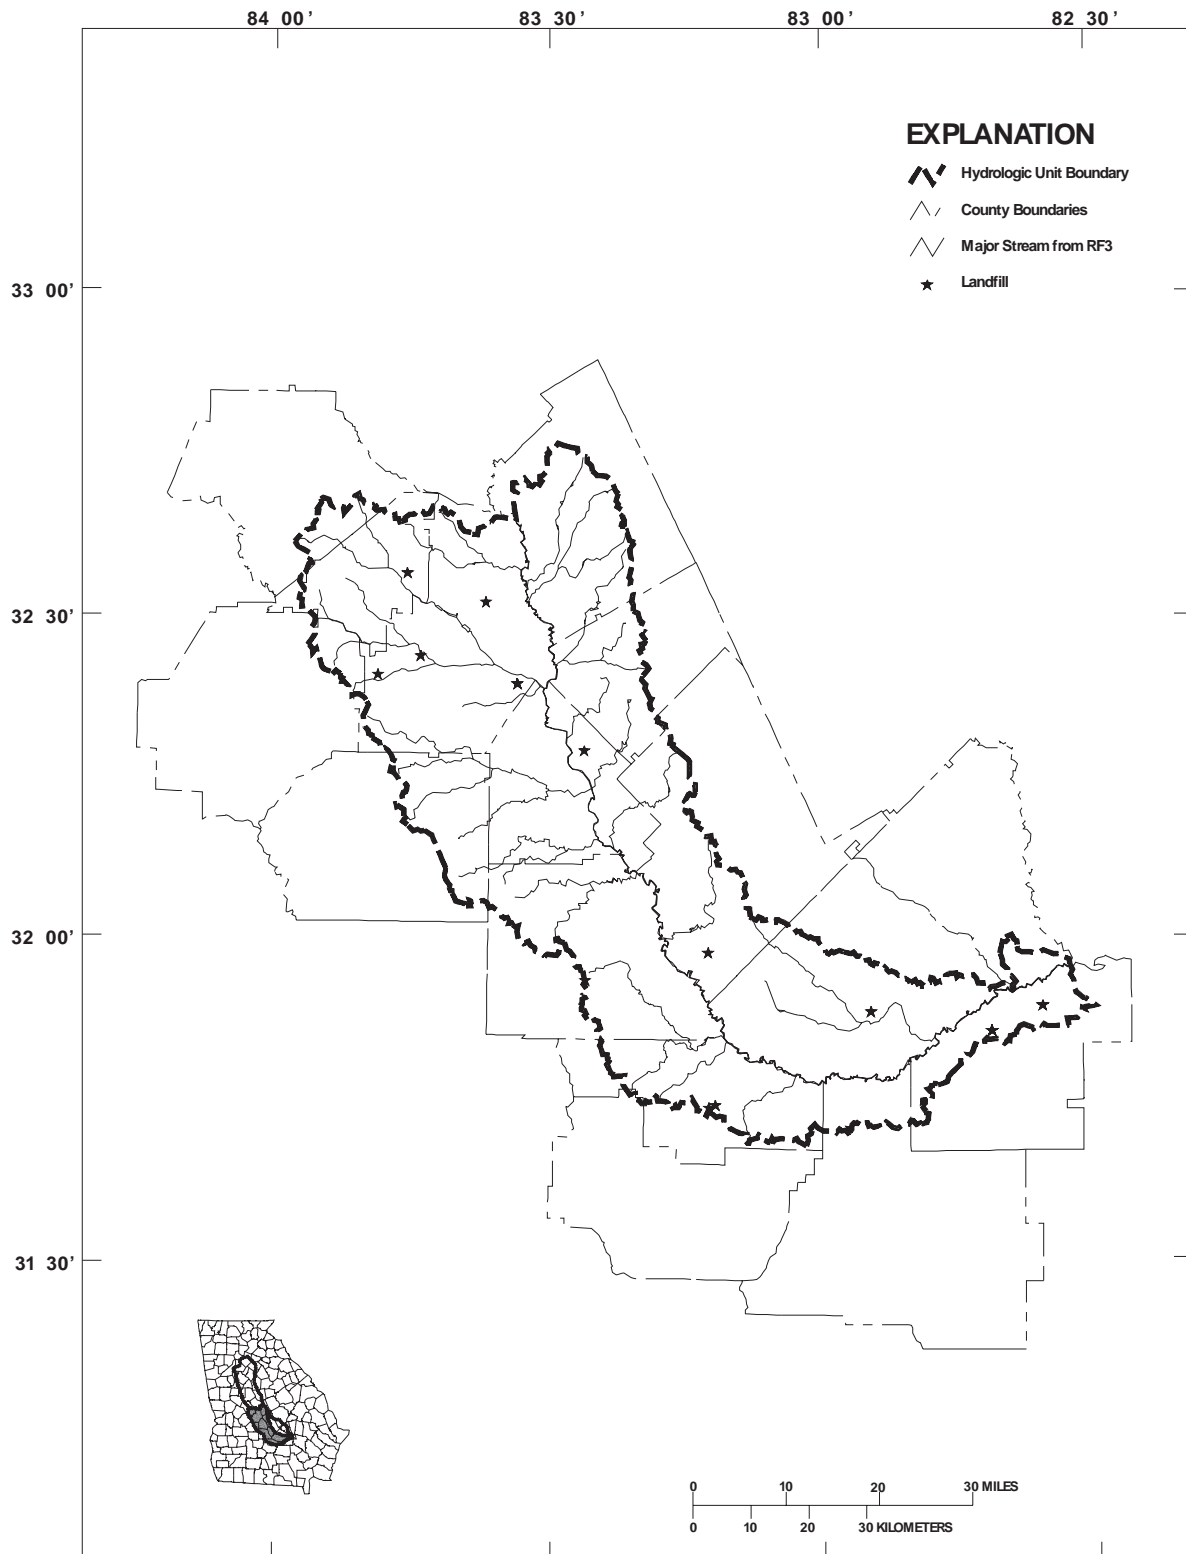 84 00 ’ 83 30 ’ 83 00 ’ 82 30 ’
EXPLANATION
Hydrologic Unit Boundary
County Boundaries
Major Stream from RF3
Landfill
33 00’
32 30’
32 00’
31 30’
0 10 20 30 MILES
0 10 20 30 KILOMETERS